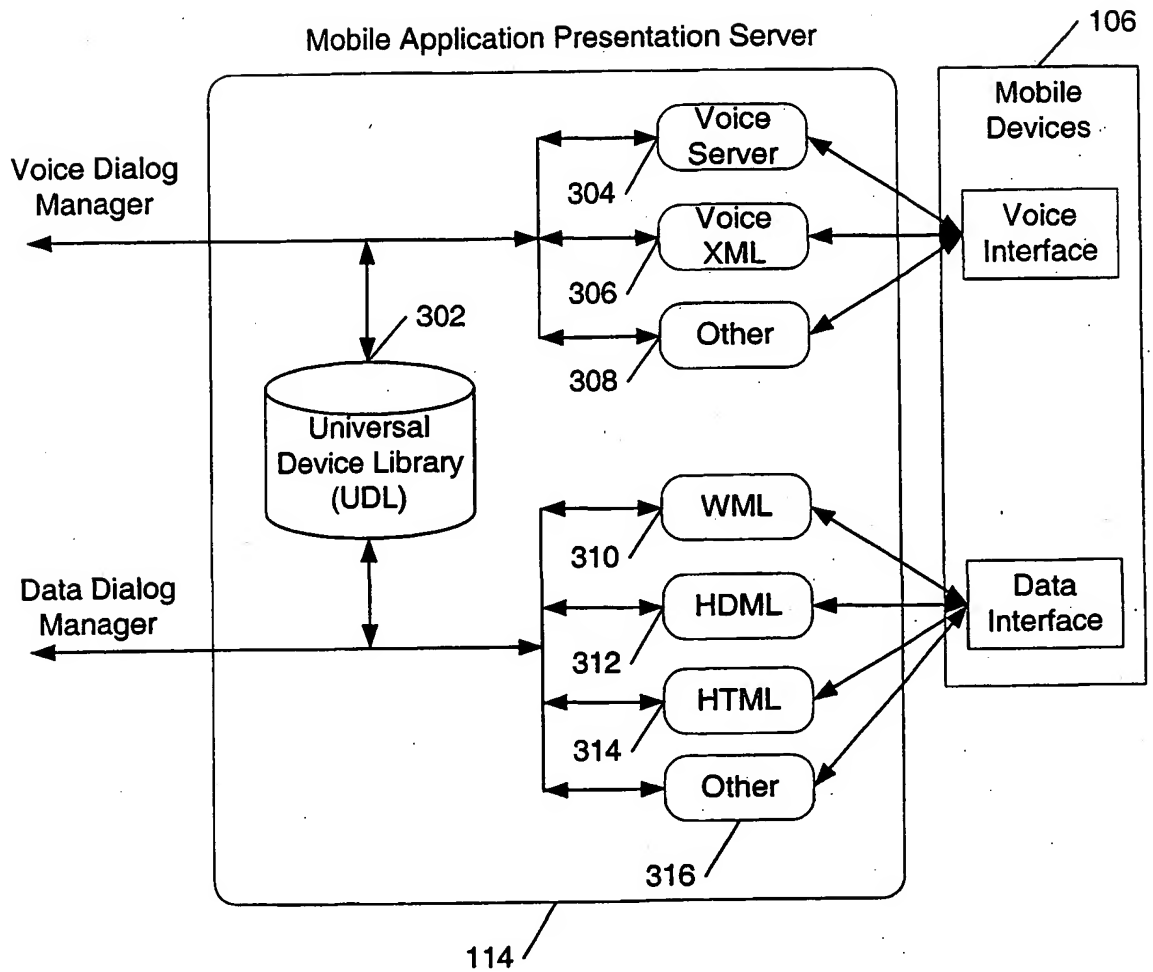 106
Mobile Application Presentation Server
Mobile
Devices
Voice
Server
Voice Dialog
Manager
304
Voice
XML
Voice
Interface
306
302
Other
308
Universal
Device Library
(UDL)
WML
310
Data Dialog
Manager
HDML
Data
Interface
312
HTML
314
Other
316
114